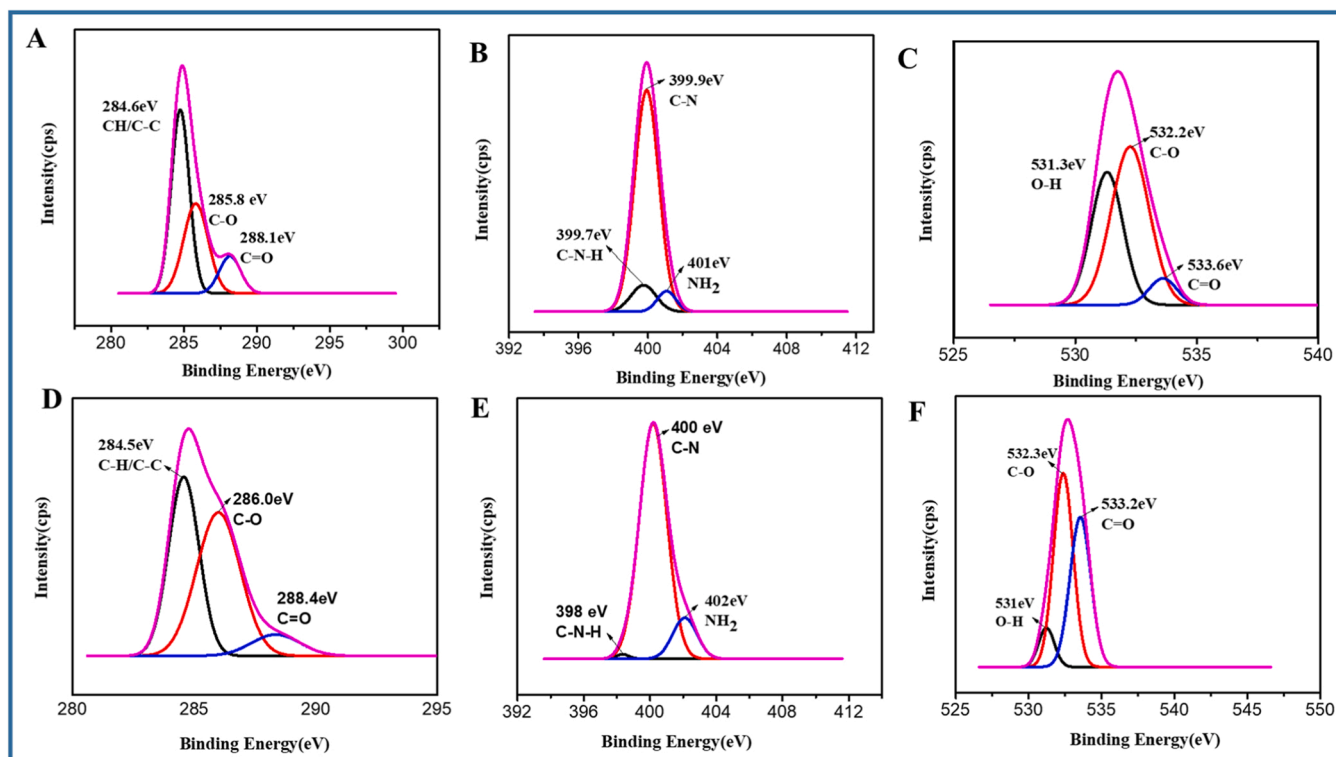 A
284.6eV
CH/C-C
285.8 eV
C-O
288.1eV
C=O
Intensity(cps)
280 285 290 295 300
Binding Energy(eV)
B
399.9eV
C-N
399.7eV
C-N-H
401eV
NH2
Intensity(cps)
392 396 400 404 408 412
Binding Energy(eV)
C
532.2eV
C-O
531.3eV
O-H
533.6eV
C=O
Intensity(cps)
525 530 535 540
Binding Energy(eV)
D
284.5eV
C-H/C-C
286.0eV
C-O
288.4eV
C=O
Intensity(cps)
280 285 290 295
Binding Energy(eV)
E
400 eV
C-N
398 eV
C-N-H
402eV
NH2
Intensity(cps)
392 396 400 404 408 412
Binding Energy(eV)
F
532.3eV
C-O
533.2eV
C=O
531eV
O-H
Intensity(cps)
525 530 535 540 545 550
Binding Energy(eV)